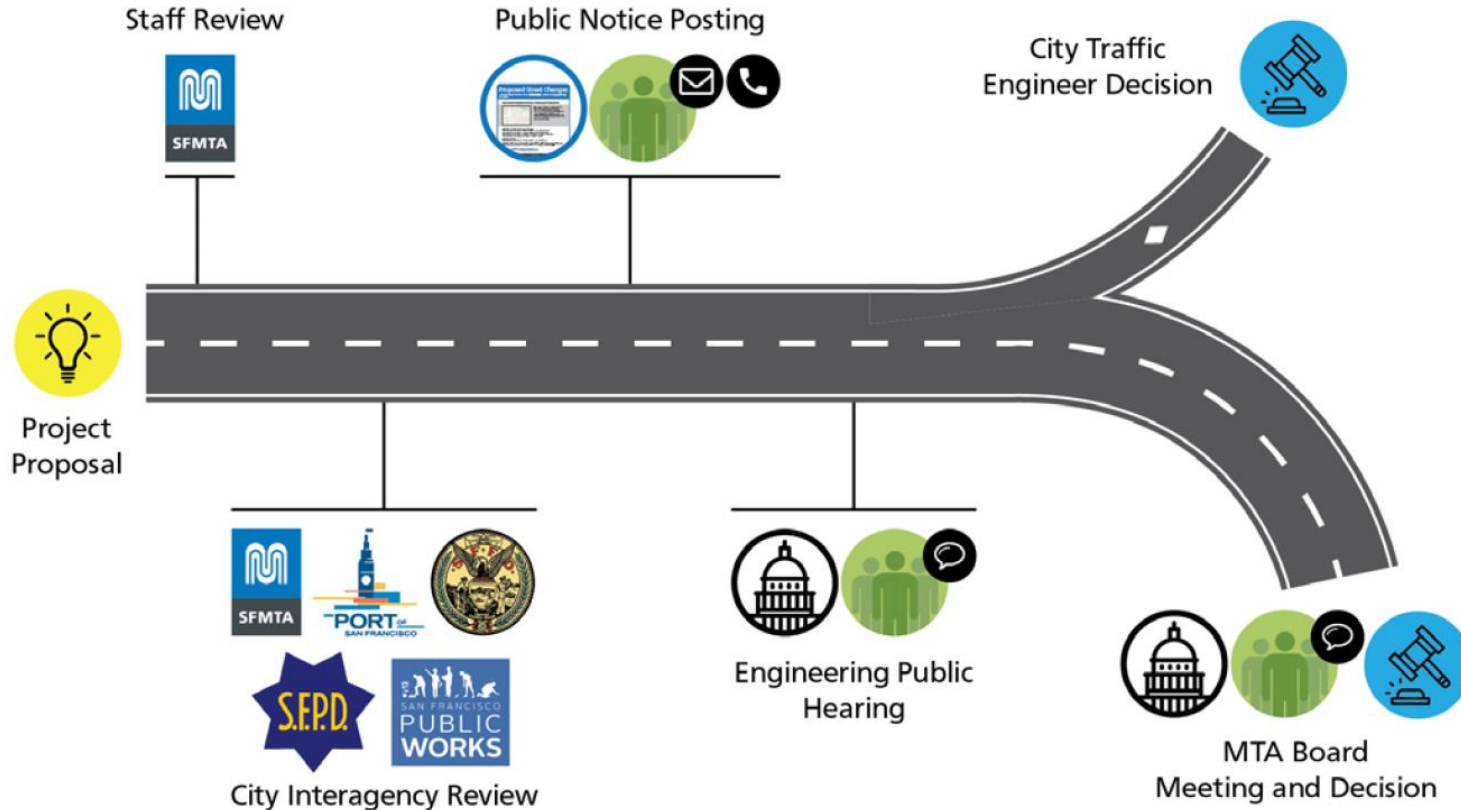 Staff Review
SFMTA
Public Notice Posting
Proposed Street Changes
City Traffic
Engineer Decision
Project
Proposal
SFMTA
PORT OF
SAN FRANCISCO
S.F.P.D.
SAN FRANCISCO
PUBLIC
WORKS
City Interagency Review
Engineering Public
Hearing
MTA Board
Meeting and Decision